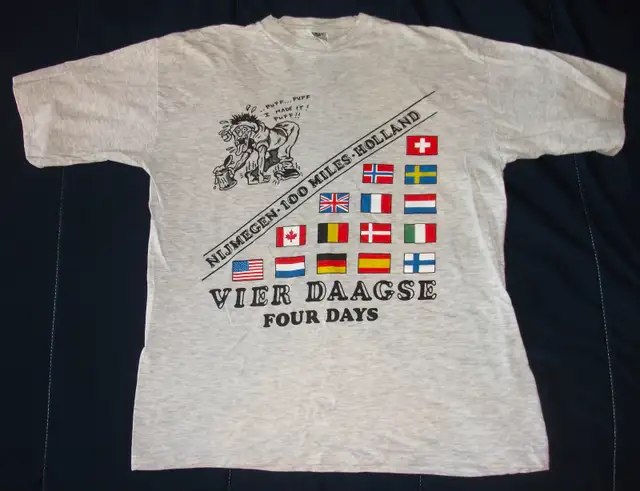 ..PUFF...PUFF
I MADE IT!
PUFF!!
NIJMEGEN·100 MILES·HOLLAND
VIER DAAGSE
FOUR DAYS